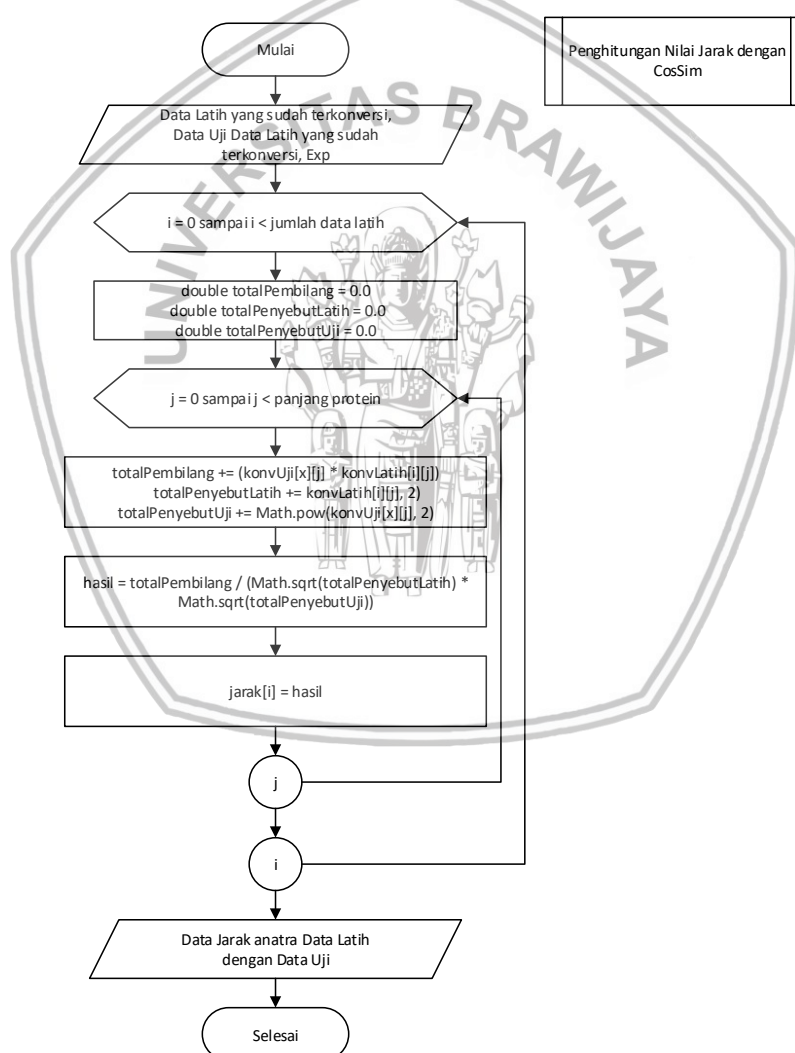 Mulai
Penghitungan Nilai Jarak dengan
CosSim
UNIVERSITAS BRAWIJAYA
Data Latih yang sudah terkonversi,
Data Uji Data Latih yang sudah
terkonversi, Exp
i = 0 sampai i < jumlah data latih
double totalPembilang = 0.0
double totalPenyebutLatih = 0.0
double totalPenyebutUji = 0.0
j = 0 sampai j < panjang protein
totalPembilang += (konvUji[x][j] * konvLatih[i][j])
totalPenyebutLatih += konvLatih[i][j], 2)
totalPenyebutUji += Math.pow(konvUji[x][j], 2)
hasil = totalPembilang / (Math.sqrt(totalPenyebutLatih) *
Math.sqrt(totalPenyebutUji))
jarak[i] = hasil
j
i
Data Jarak anatra Data Latih
dengan Data Uji
Selesai